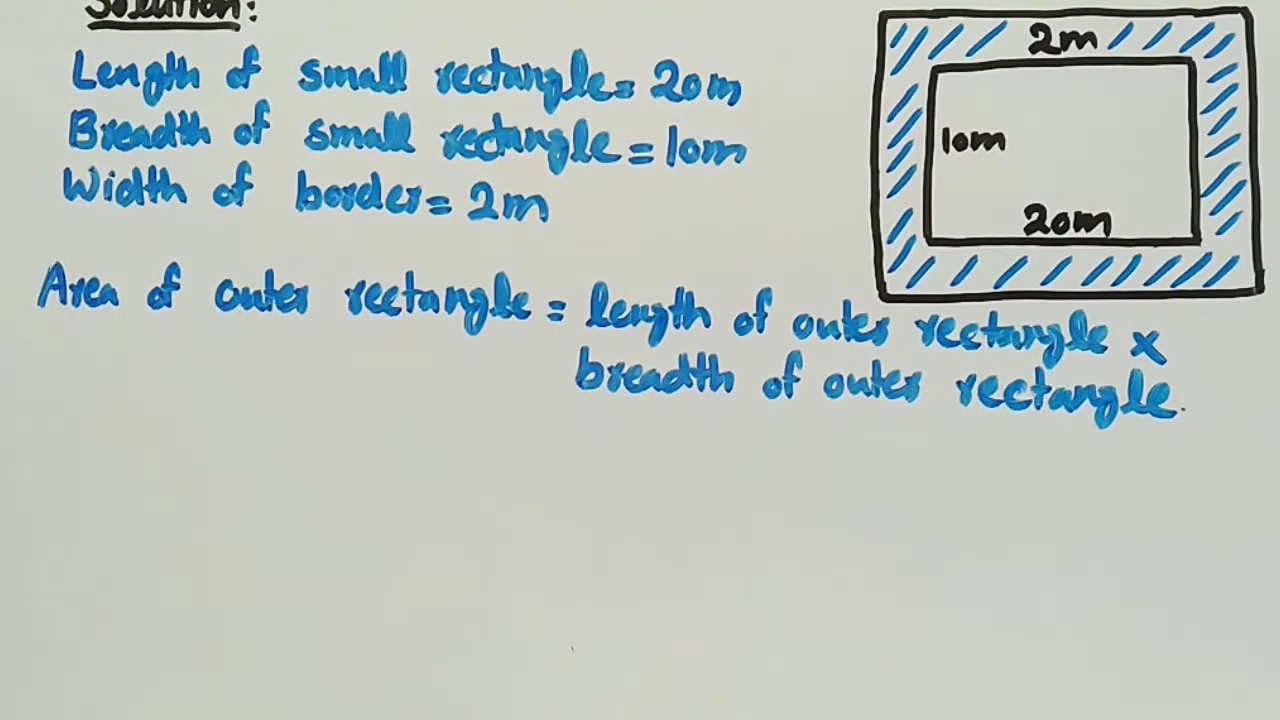 Solution:
Length of small rectangle = 20m
Breadth of small rectangle = 10m
Width of border = 2m
Area of outer rectangle = length of outer rectangle x
breadth of outer rectangle.
2m
10m
20m